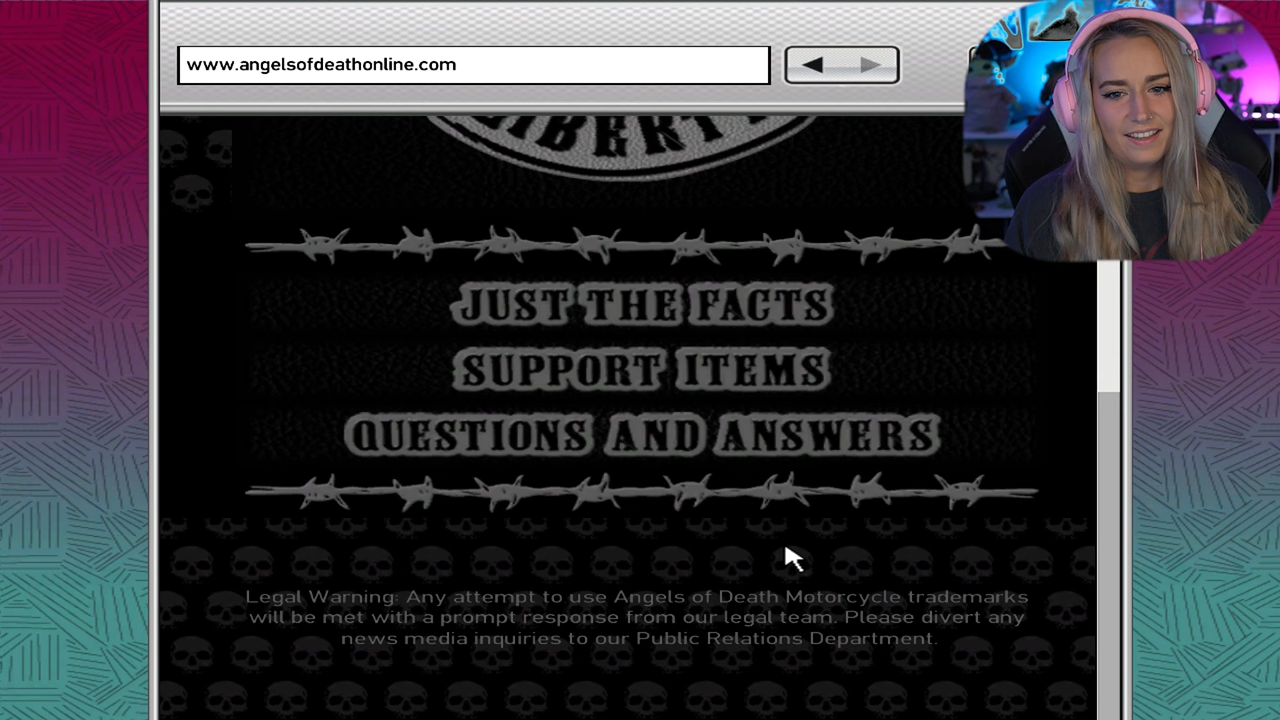 www.angelsofdeathonline.com
LIBERTY
JUST THE FACTS
SUPPORT ITEMS
QUESTIONS AND ANSWERS
Legal Warning: Any attempt to use Angels of Death Motorcycle trademarks
will be met with a prompt response from our legal team. Please divert any
news media inquiries to our Public Relations Department.